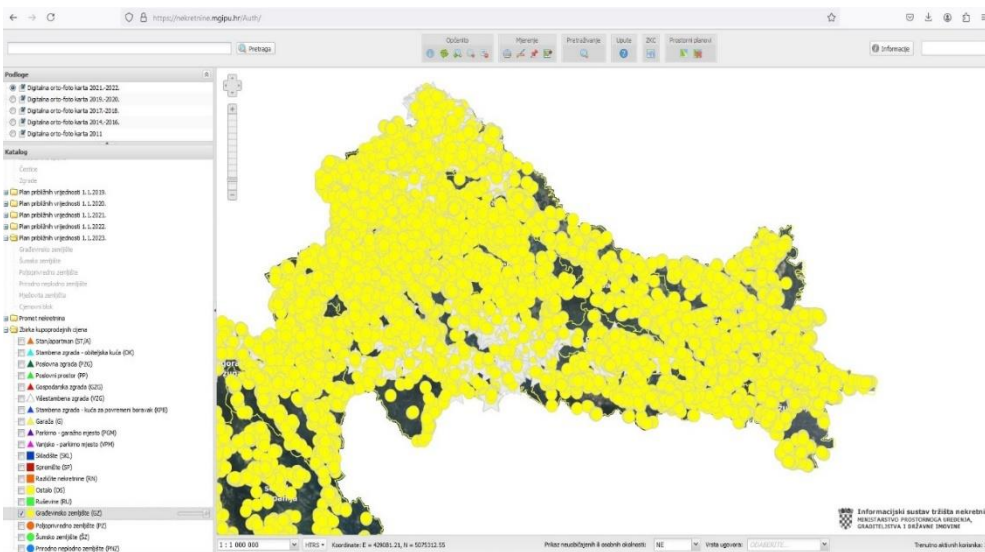 https://nekretnine.mgipu.hr/Auth/
Pretraga
Općenito
Mjerenje
Pretraživanje
Upute
ZKC
Prostorni planovi
Informacije
Podloge
Digitalna orto-foto karta 2021.-2022.
Digitalna orto-foto karta 2019.-2020.
Digitalna orto-foto karta 2017.-2018.
Digitalna orto-foto karta 2014.-2016.
Digitalna orto-foto karta 2011
Katalog
Čestice
Zgrade
Plan približnih vrijednosti 1.1.2019.
Plan približnih vrijednosti 1.1.2020.
Plan približnih vrijednosti 1.1.2021.
Plan približnih vrijednosti 1.1.2022.
Plan približnih vrijednosti 1.1.2023.
Građevinsko zemljište
Šumsko zemljište
Poljoprivredno zemljište
Prirodno neplodno zemljište
Mješovita zemljišta
Cjenovni blok
Promet nekretnina
Zbirka kupoprodajnih cijena
Stan/apartman (ST/A)
Stambena zgrada - obiteljska kuća (OK)
Poslovna zgrada (PZG)
Poslovni prostor (PP)
Gospodarska zgrada (GZG)
Višestambena zgrada (VZG)
Stambena zgrada - kuća za povremeni boravak (KPB)
Garaža (G)
Parkirno - garažno mjesto (PGM)
Vanjsko - parkirno mjesto (VPM)
Skladište (SKL)
Spremište (SP)
Različite nekretnine (RN)
Ostalo (OS)
Ruševine (RU)
Građevinsko zemljište (GZ)
Poljoprivredno zemljište (PZ)
Šumsko zemljište (ŠZ)
Prirodno neplodno zemljište (PNZ)
Informacijski sustav tržišta nekretni
MINISTARSTVO PROSTORNOGA UREĐENJA,
GRADITELJSTVA I DRŽAVNE IMOVINE
1 : 1 000 000
HTRS
Koordinate: E = 429081.21, N = 5075312.55
Prikaz neuobičajenih ili osobnih okolnosti:
NE
Vrsta ugovora:
ODABERITE...
Trenutno aktivnih korisnika: